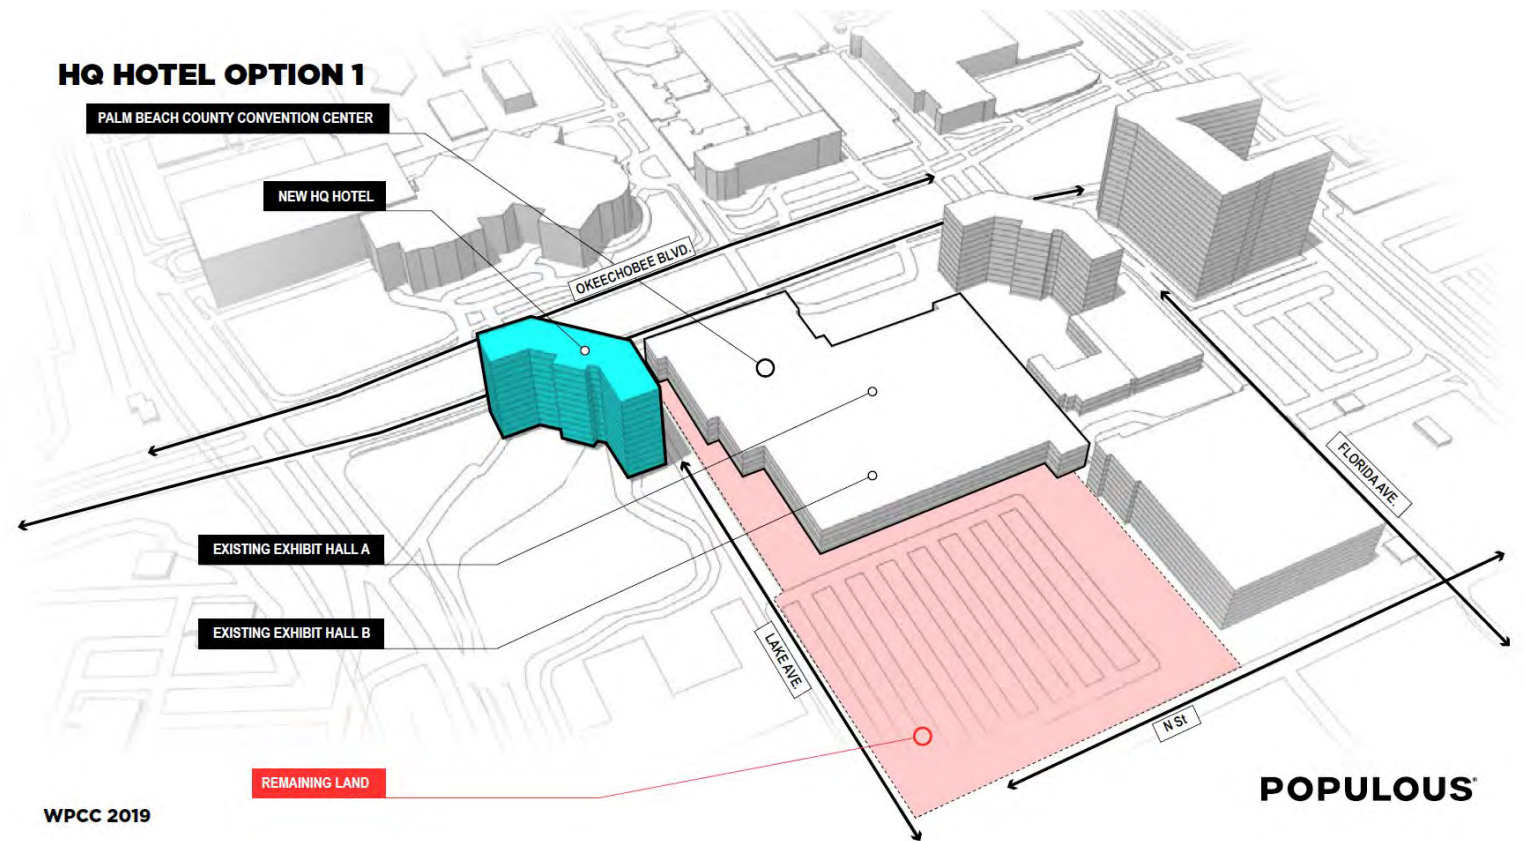 HQ HOTEL OPTION 1
PALM BEACH COUNTY CONVENTION CENTER
NEW HQ HOTEL
OKEECHOBEE BLVD.
FLORIDA AVE.
EXISTING EXHIBIT HALL A
EXISTING EXHIBIT HALL B
LAKE AVE.
N St
REMAINING LAND
POPULOUS®
WPCC 2019